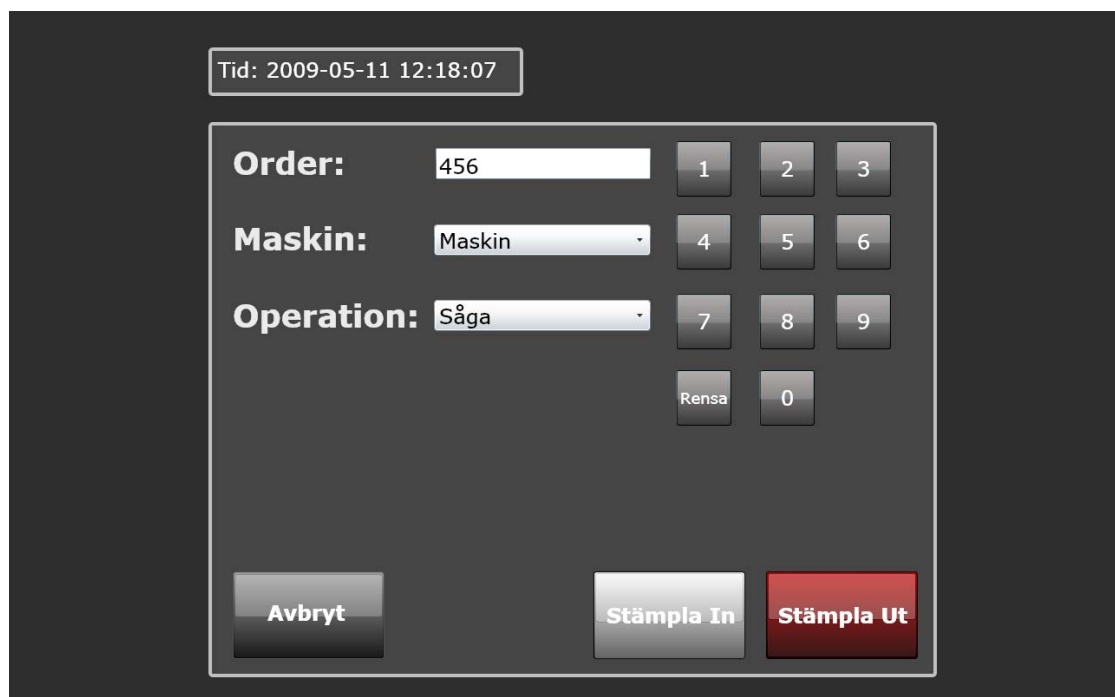 Tid: 2009-05-11 12:18:07
Order: 456 1 2 3
Maskin: Maskin 4 5 6
Operation: Såga 7 8 9
Rensa 0
Avbryt Stämpla In Stämpla Ut